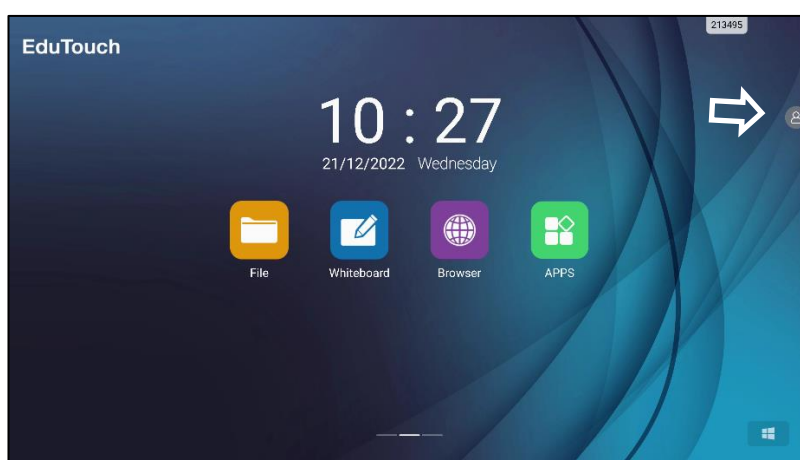 213495
EduTouch
10 : 27
21/12/2022 Wednesday
File Whiteboard Browser APPS